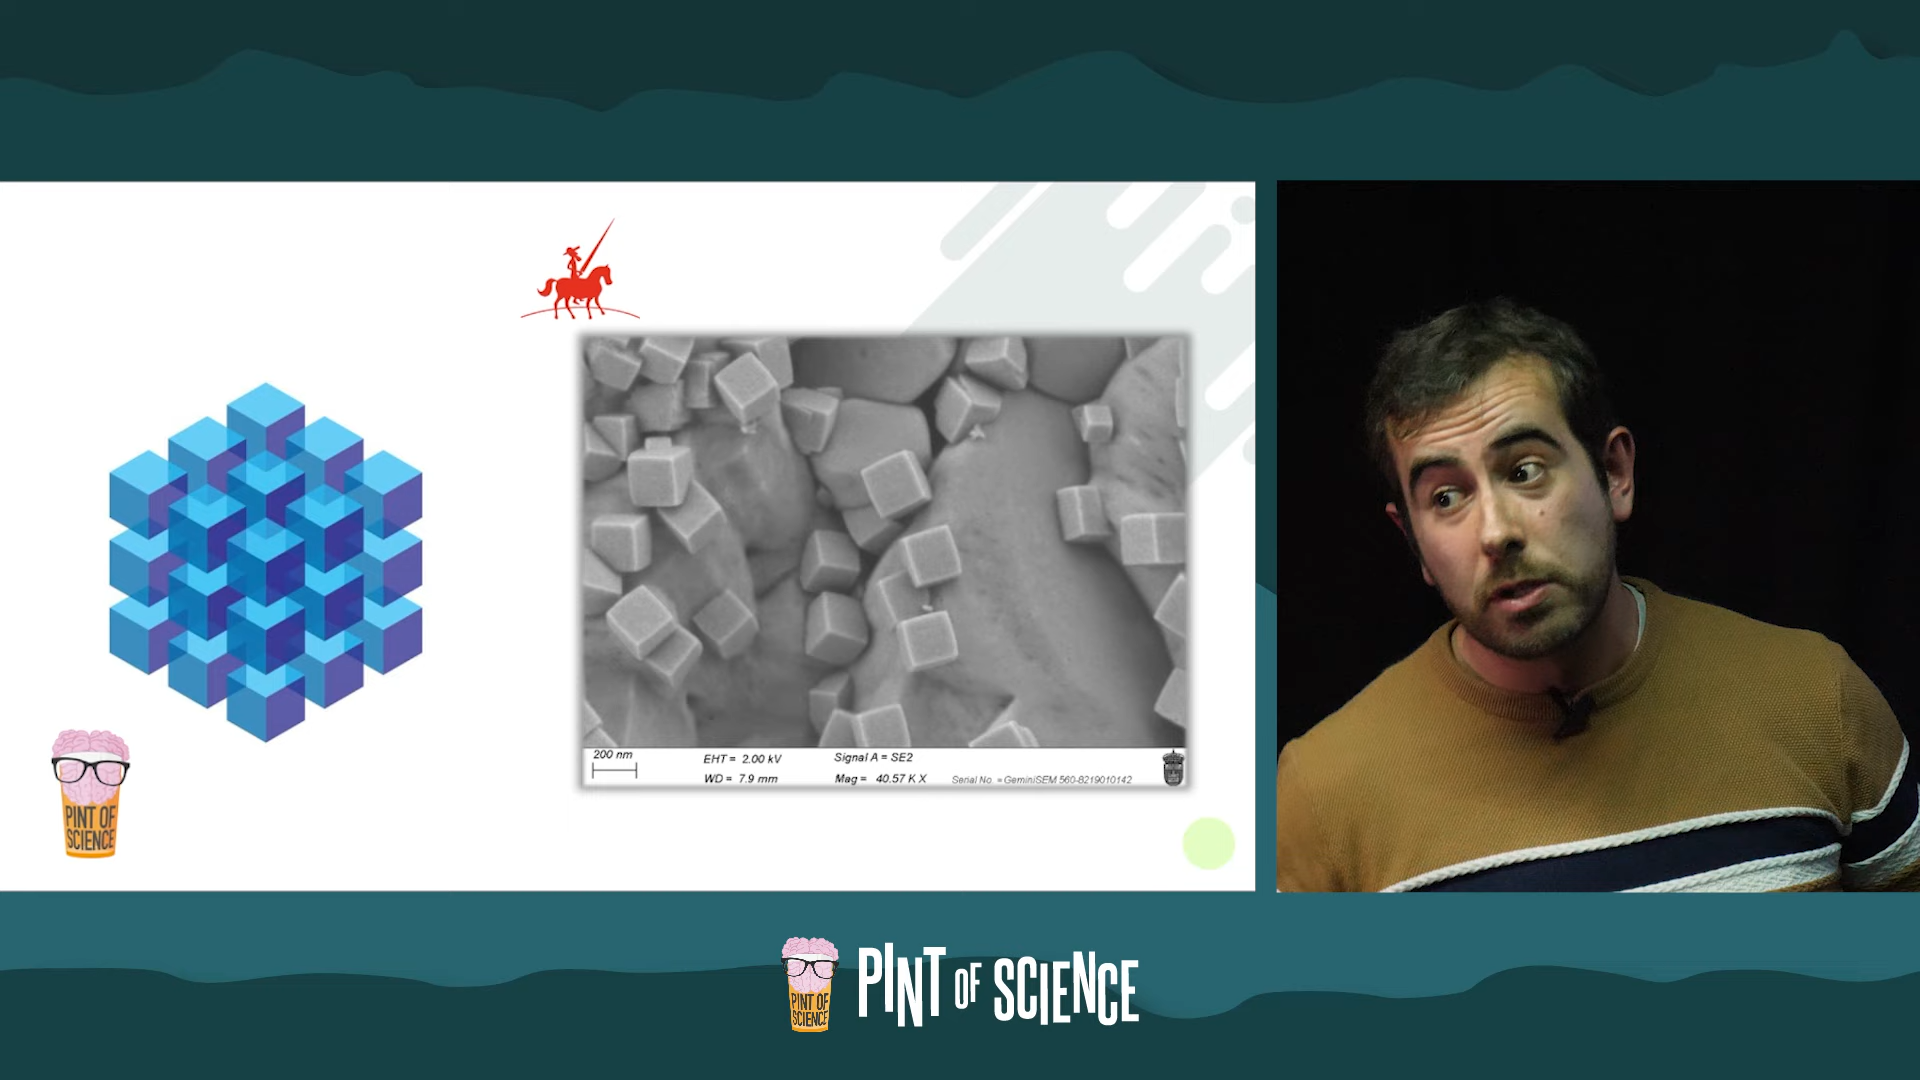 200 nm
EHT = 2.00 kV
Signal A = SE2
WD = 7.9 mm
Mag = 40.57 K X
Serial No. = GeminiSEM 560-8219010142
PINT OF
SCIENCE
PINT OF
SCIENCE
PINT OF SCIENCE